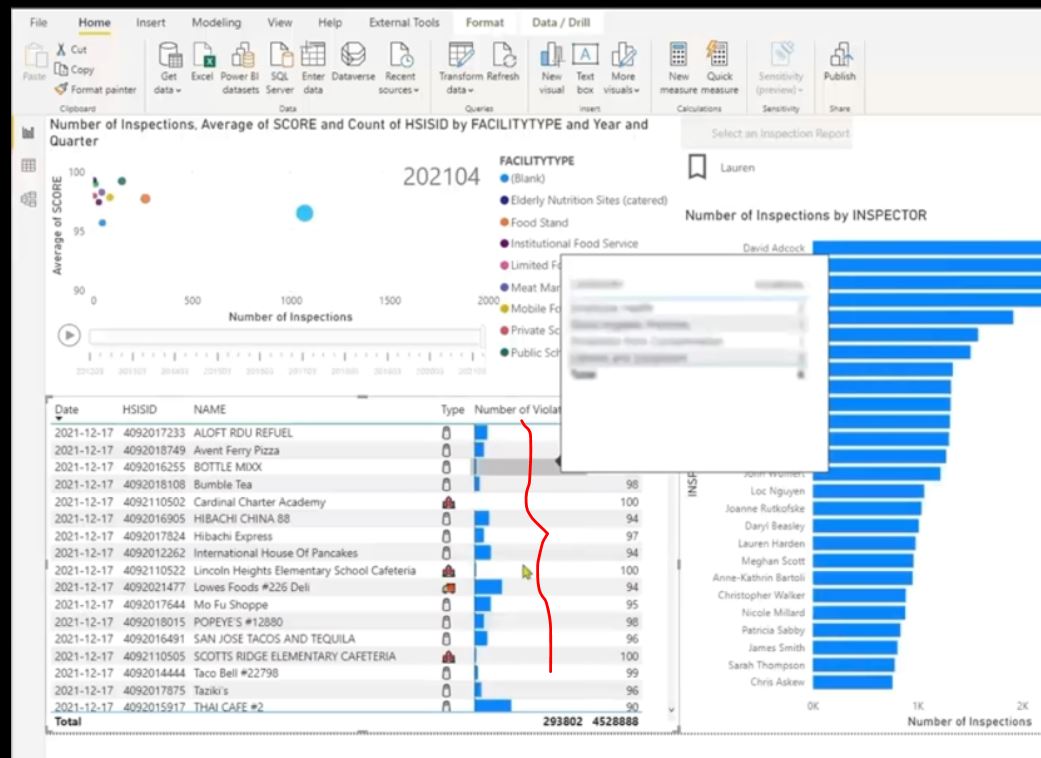 File Home Insert Modeling View Help External Tools Format Data / Drill
Paste
Cut
Copy
Format painter
Get data
Excel
Power BI datasets
SQL Server
Enter data
Dataverse
Recent sources
Transform data
Refresh
New visual
Text box
More visuals
New measure
Quick measure
Sensitivity (preview)
Publish
Clipboard Data Queries Insert Calculations Sensitivity Share
Number of Inspections, Average of SCORE and Count of HSISID by FACILITYTYPE and Year and
Quarter
Average of SCORE
100
95
90
202104
0 500 1000 1500 2000
Number of Inspections
FACILITYTYPE
(Blank)
Elderly Nutrition Sites (catered)
Food Stand
Institutional Food Service
Limited Fo
Meat Mar
Mobile Fo
Private Sc
Public Sch
Select an Inspection Report
Lauren
Date HSISID NAME Type Number of Violat
2021-12-17 4092017233 ALOFT RDU REFUEL
2021-12-17 4092018749 Avent Ferry Pizza
2021-12-17 4092016255 BOTTLE MIXX
2021-12-17 4092018108 Bumble Tea 98
2021-12-17 4092110502 Cardinal Charter Academy 100
2021-12-17 4092016905 HIBACHI CHINA 88 94
2021-12-17 4092017824 Hibachi Express 97
2021-12-17 4092012262 International House Of Pancakes 94
2021-12-17 4092110522 Lincoln Heights Elementary School Cafeteria 100
2021-12-17 4092021477 Lowes Foods #226 Deli 94
2021-12-17 4092017644 Mo Fu Shoppe 95
2021-12-17 4092018015 POPEYE'S #12880 98
2021-12-17 4092016491 SAN JOSE TACOS AND TEQUILA 96
2021-12-17 4092110505 SCOTTS RIDGE ELEMENTARY CAFETERIA 100
2021-12-17 4092014444 Taco Bell #22798 99
2021-12-17 4092017875 Taziki's 96
2021-12-17 4092015917 THAI CAFE #2 90
Total 293802 4528888
Number of Inspections by INSPECTOR
INSP
David Adcock
Loc Nguyen
Joanne Rutkofske
Daryl Beasley
Lauren Harden
Meghan Scott
Anne-Kathrin Bartoli
Christopher Walker
Nicole Millard
Patricia Sabby
James Smith
Sarah Thompson
Chris Askew
0K 1K 2K
Number of Inspections